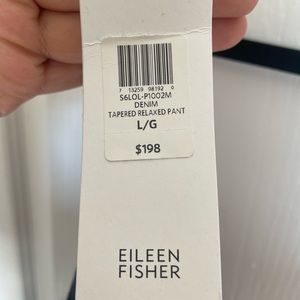 7 13259 98192 0
S6LOL-P1002M
DENIM
TAPERED RELAXED PANT
L/G
$198
EILEEN
FISHER